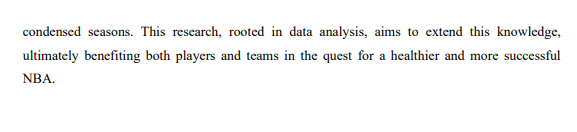 condensed seasons. This research, rooted in data analysis, aims to extend this knowledge,
ultimately benefiting both players and teams in the quest for a healthier and more successful
NBA.